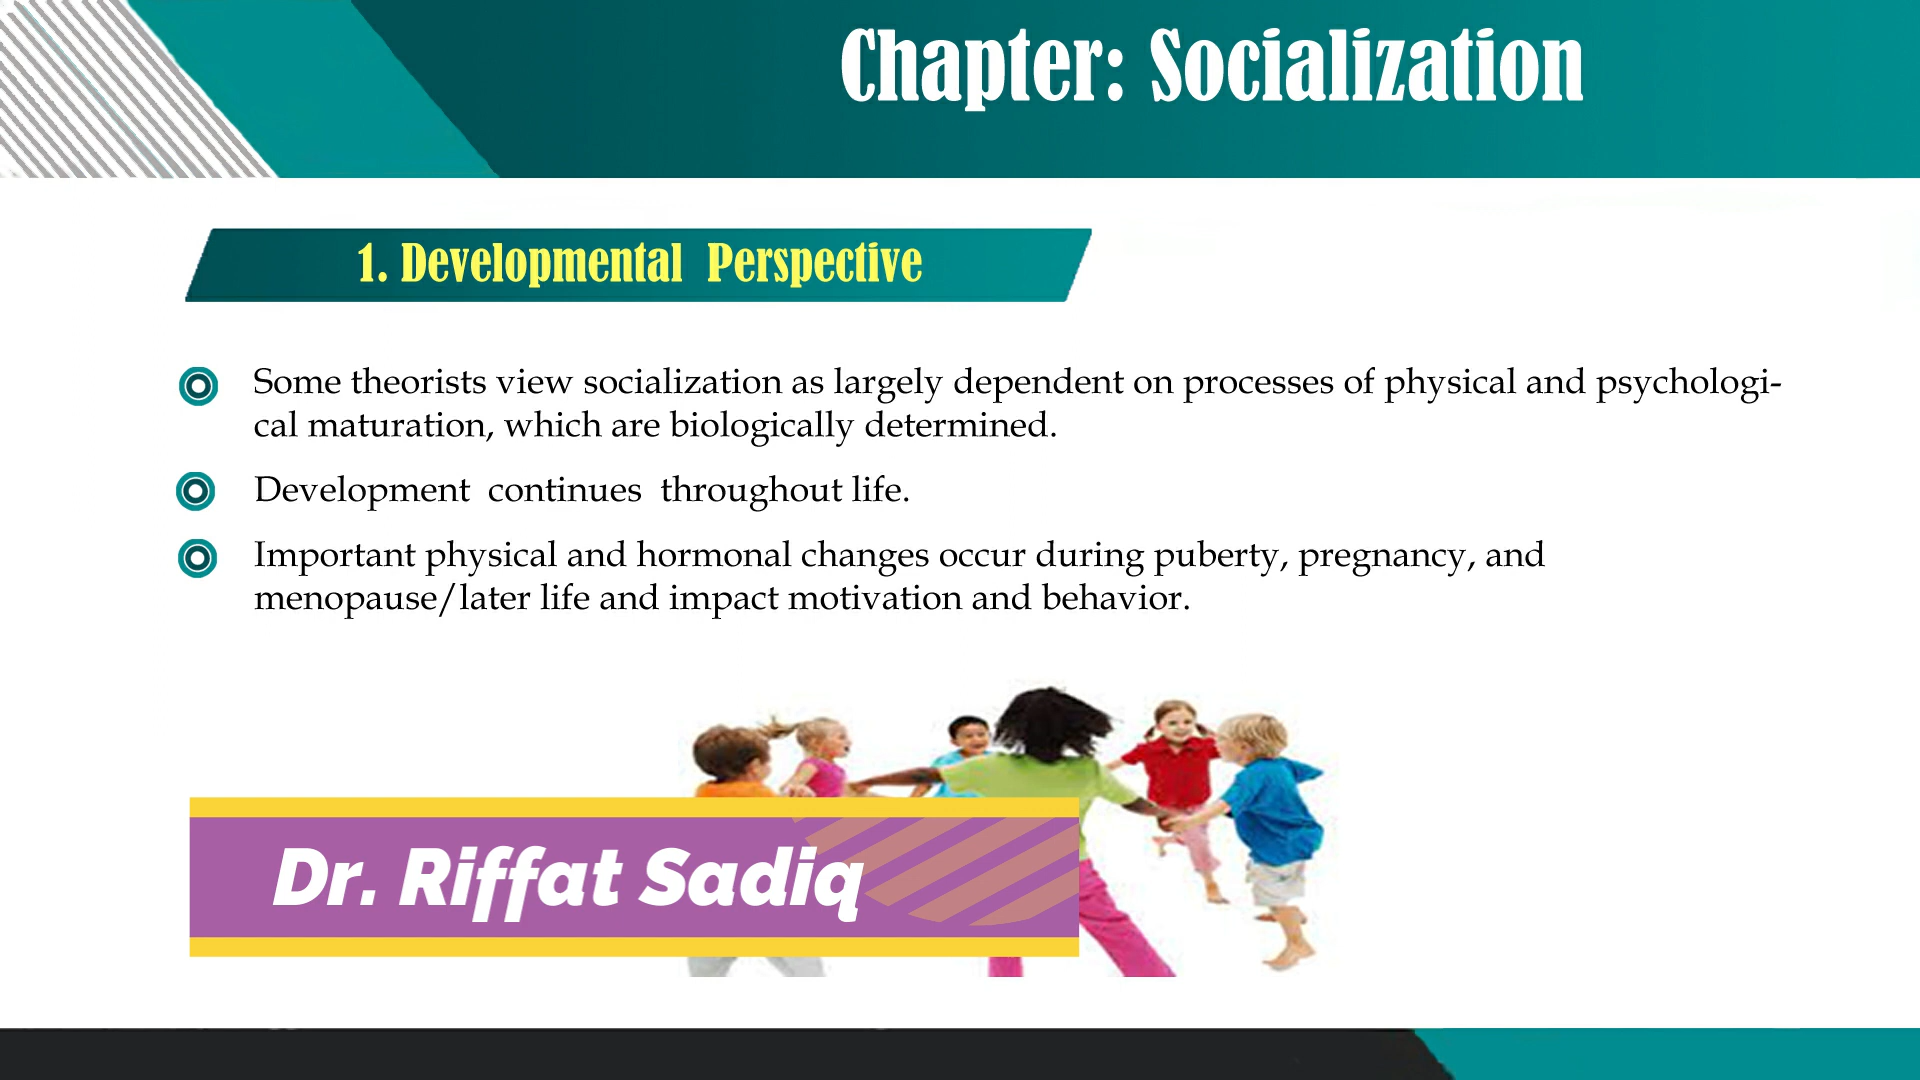 Chapter: Socialization
1. Developmental Perspective
Some theorists view socialization as largely dependent on processes of physical and psychologi-
cal maturation, which are biologically determined.
Development continues throughout life.
Important physical and hormonal changes occur during puberty, pregnancy, and
menopause/later life and impact motivation and behavior.
Dr. Riffat Sadiq